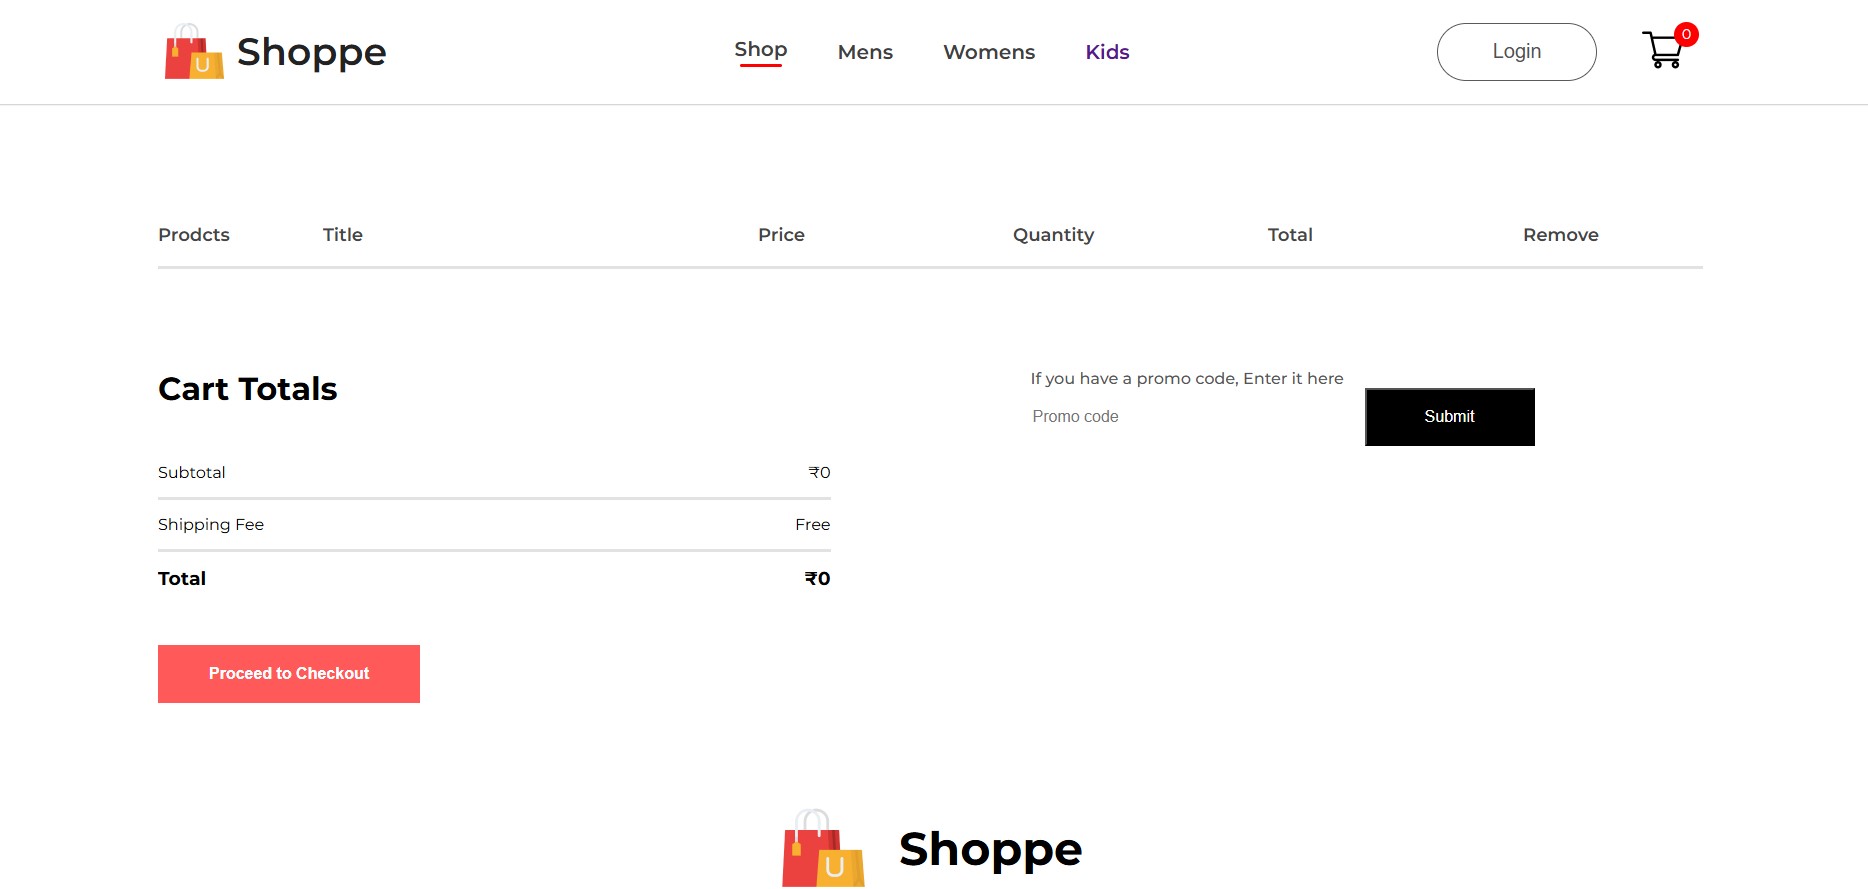 Shoppe
Shop Mens Womens Kids
Login
0
Prodcts Title Price Quantity Total Remove
Cart Totals
If you have a promo code, Enter it here
Promo code
Submit
Subtotal ₹0
Shipping Fee Free
Total ₹0
Proceed to Checkout
U Shoppe